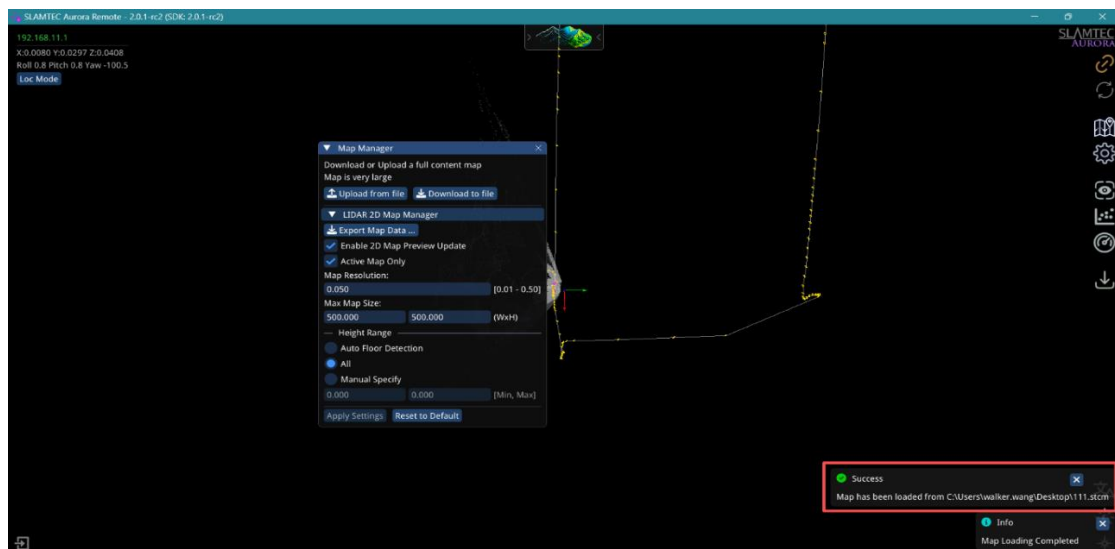 SLAMTEC Aurora Remote - 2.0.1-rc2 (SDK: 2.0.1-rc2)
192.168.11.1
X:0.0080 Y:0.0297 Z:0.0408
Roll 0.8 Pitch 0.8 Yaw -100.5
Loc Mode
SLAMTEC
AURORA
Map Manager
Download or Upload a full content map
Map is very large
Upload from file Download to file
LIDAR 2D Map Manager
Export Map Data ...
Enable 2D Map Preview Update
Active Map Only
Map Resolution:
0.050 [0.01 - 0.50]
Max Map Size:
500.000 500.000 (WxH)
Height Range
Auto Floor Detection
All
Manual Specify
0.000 0.000 [Min, Max]
Apply Settings Reset to Default
Success
Map has been loaded from C:\Users\walker.wang\Desktop\111.stcm
Info
Map Loading Completed